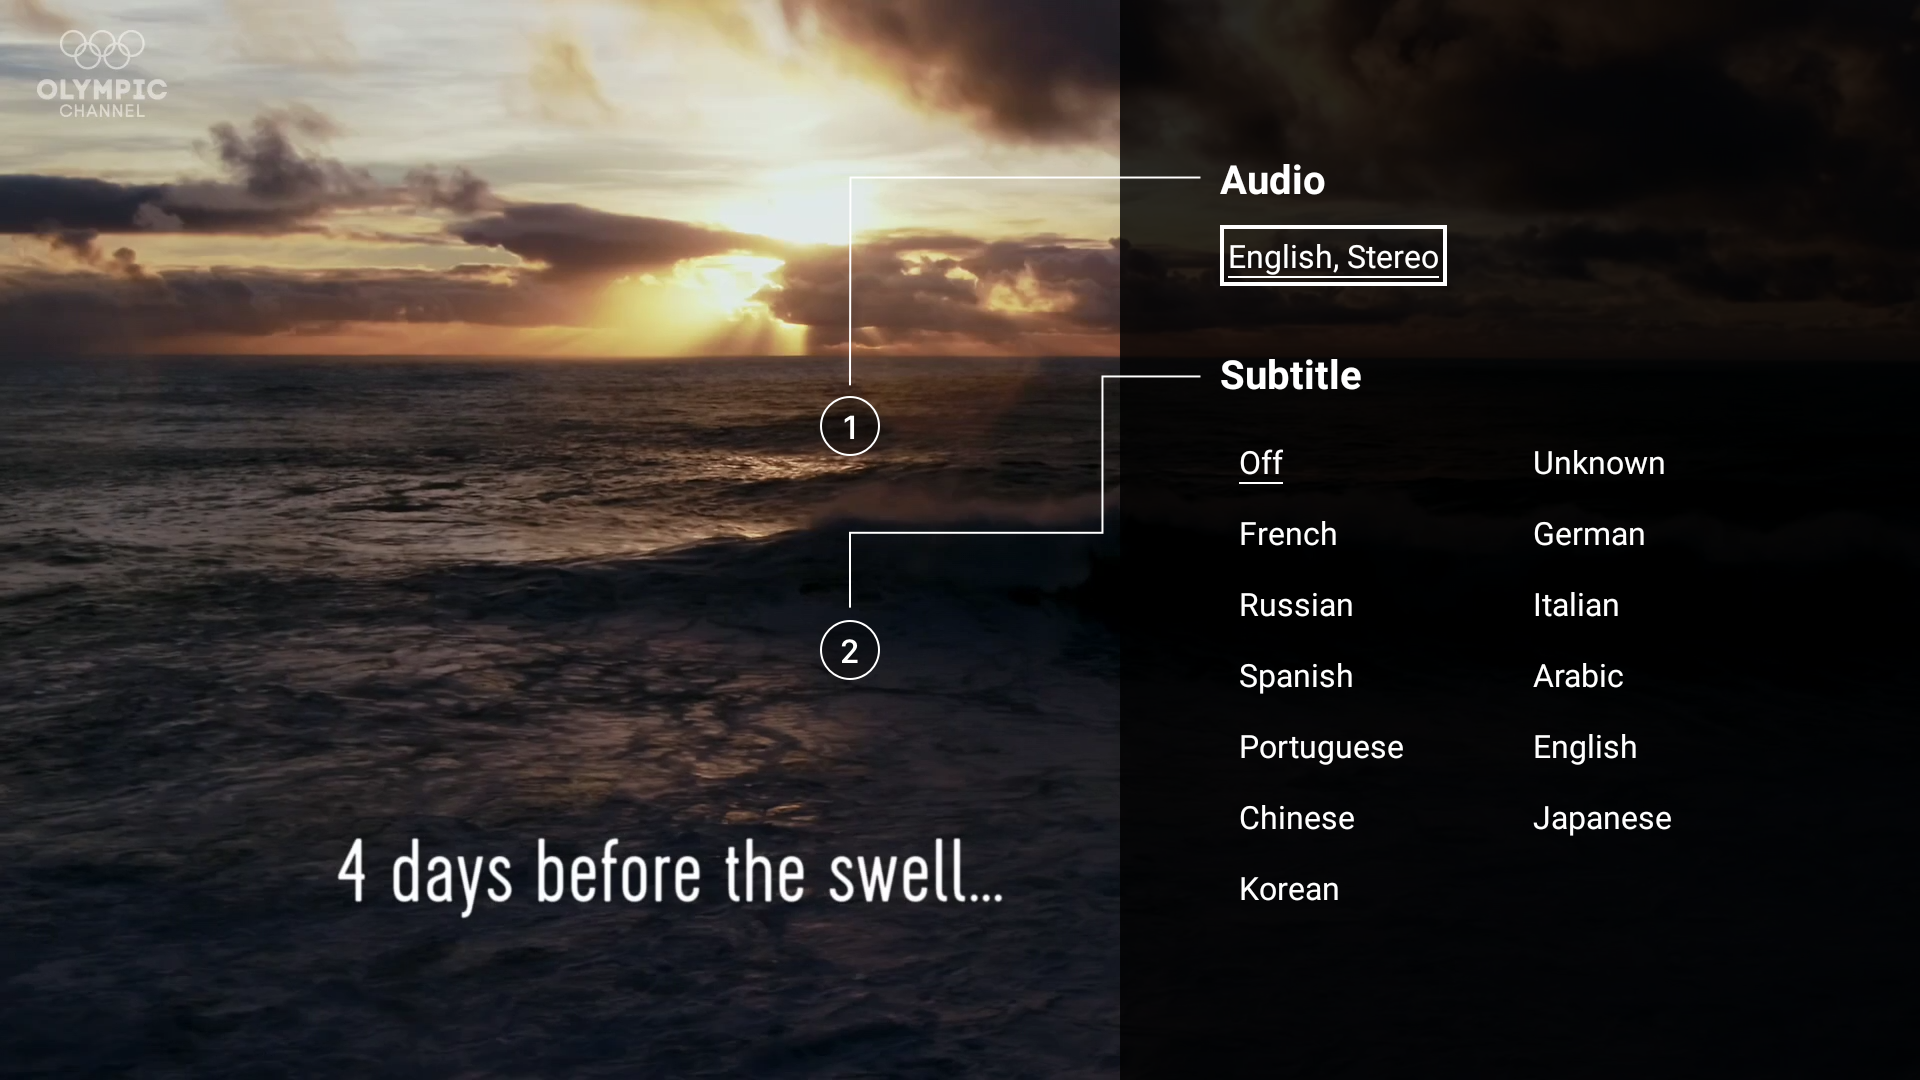 OLYMPIC
CHANNEL
Audio
English, Stereo
1
Subtitle
Off
Unknown
French
German
Russian
Italian
Spanish
Arabic
Portuguese
English
Chinese
Japanese
Korean
2
4 days before the swell...